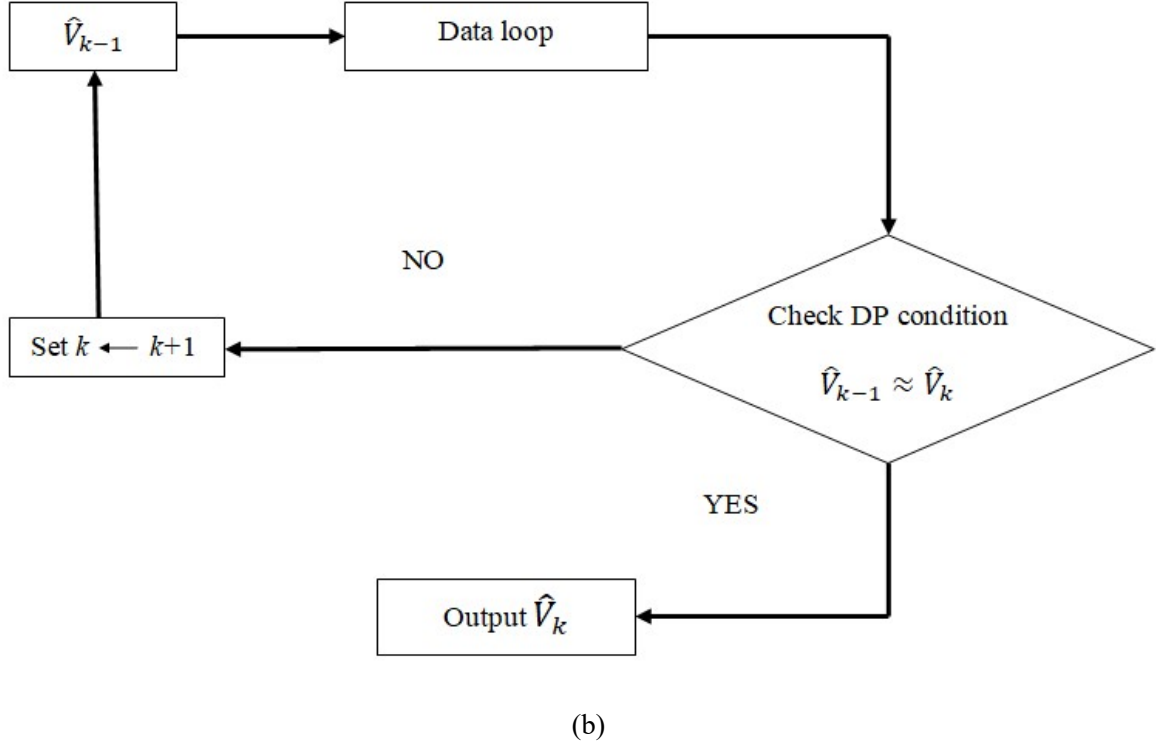 V̂ₖ₋₁
Data loop
NO
Check DP condition
Set k ← k+1
V̂ₖ₋₁ ≈ V̂ₖ
YES
Output V̂ₖ
(b)